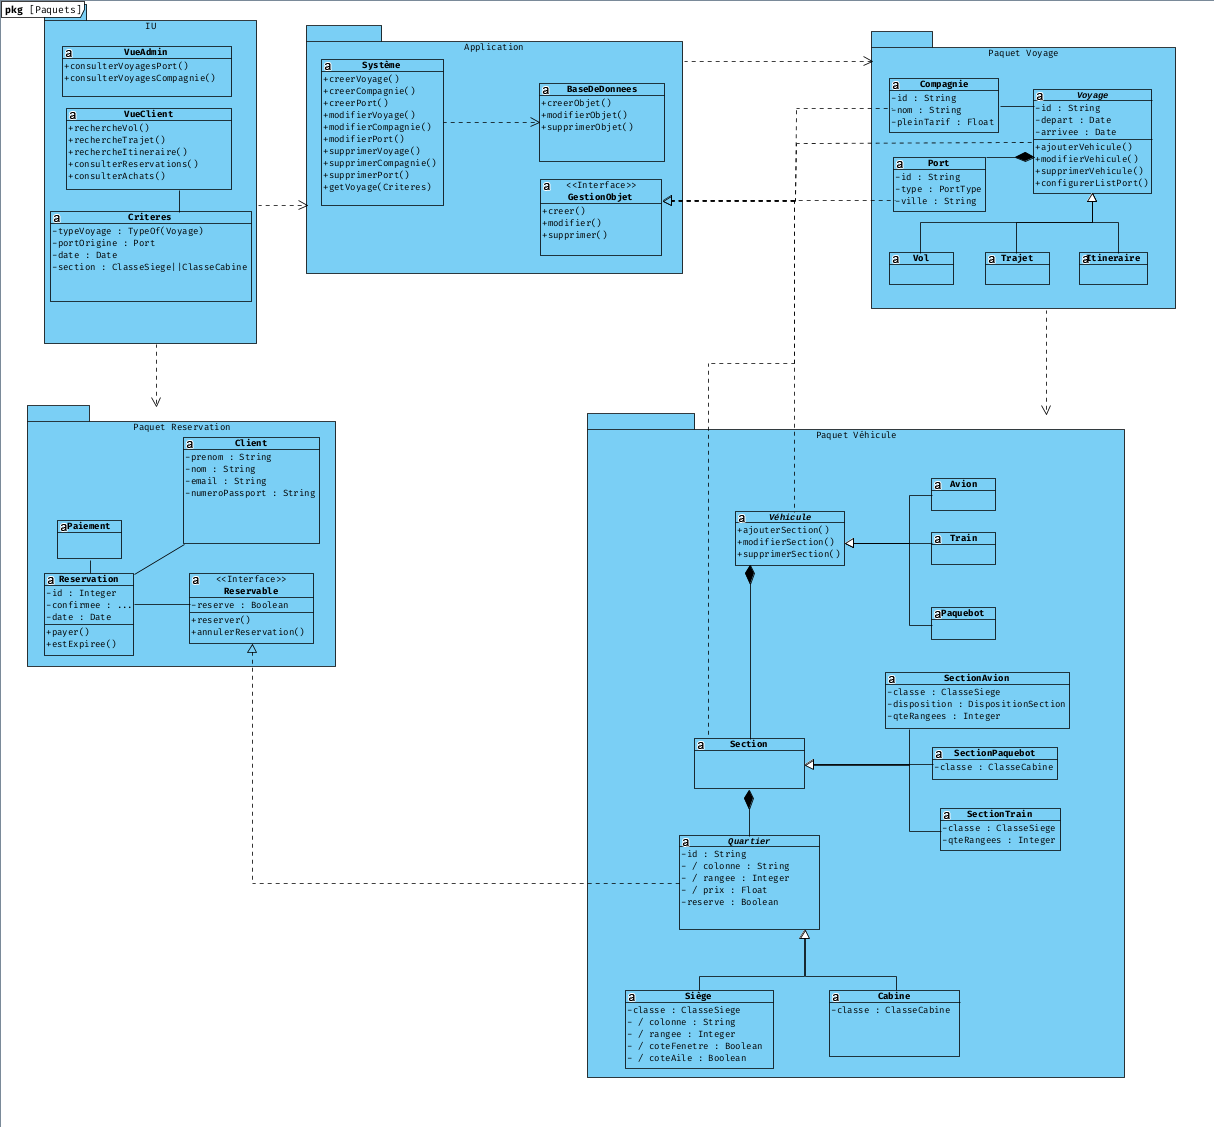 pkg [Paquets]
IU
VueAdmin
+consulterVoyagesPort()
+consulterVoyagesCompagnie()
VueClient
+rechercheVol()
+rechercheTrajet()
+rechercheItineraire()
+consulterReservations()
+consulterAchats()
Criteres
-typeVoyage : TypeOf(Voyage)
-portOrigine : Port
-date : Date
-section : ClasseSiege||ClasseCabine
Application
Système
+creerVoyage()
+creerCompagnie()
+creerPort()
+modifierVoyage()
+modifierCompagnie()
+modifierPort()
+supprimerVoyage()
+supprimerCompagnie()
+supprimerPort()
+getVoyage(Criteres)
BaseDeDonnees
+creerObjet()
+modifierObjet()
+supprimerObjet()
<<Interface>>
GestionObjet
+creer()
+modifier()
+supprimer()
Paquet Voyage
Compagnie
-id : String
-nom : String
-pleinTarif : Float
Voyage
-id : String
-depart : Date
-arrivee : Date
+ajouterVehicule()
+modifierVehicule()
+supprimerVehicule()
+configurerListPort()
Port
-id : String
-type : PortType
-ville : String
Vol
Trajet
Itineraire
Paquet Reservation
Client
-prenom : String
-nom : String
-email : String
-numeroPassport : String
Paiement
Reservation
-id : Integer
-confirmee : ...
-date : Date
+payer()
+estExpiree()
<<Interface>>
Reservable
-reserve : Boolean
+reserver()
+annulerReservation()
Paquet Véhicule
Véhicule
+ajouterSection()
+modifierSection()
+supprimerSection()
Avion
Train
Paquebot
SectionAvion
-classe : ClasseSiege
-disposition : DispositionSection
-qteRangees : Integer
Section
SectionPaquebot
-classe : ClasseCabine
SectionTrain
-classe : ClasseSiege
-qteRangees : Integer
Quartier
-id : String
- / colonne : String
- / rangee : Integer
- / prix : Float
-reserve : Boolean
Siège
-classe : ClasseSiege
- / colonne : String
- / rangee : Integer
- / coteFenetre : Boolean
- / coteAile : Boolean
Cabine
-classe : ClasseCabine